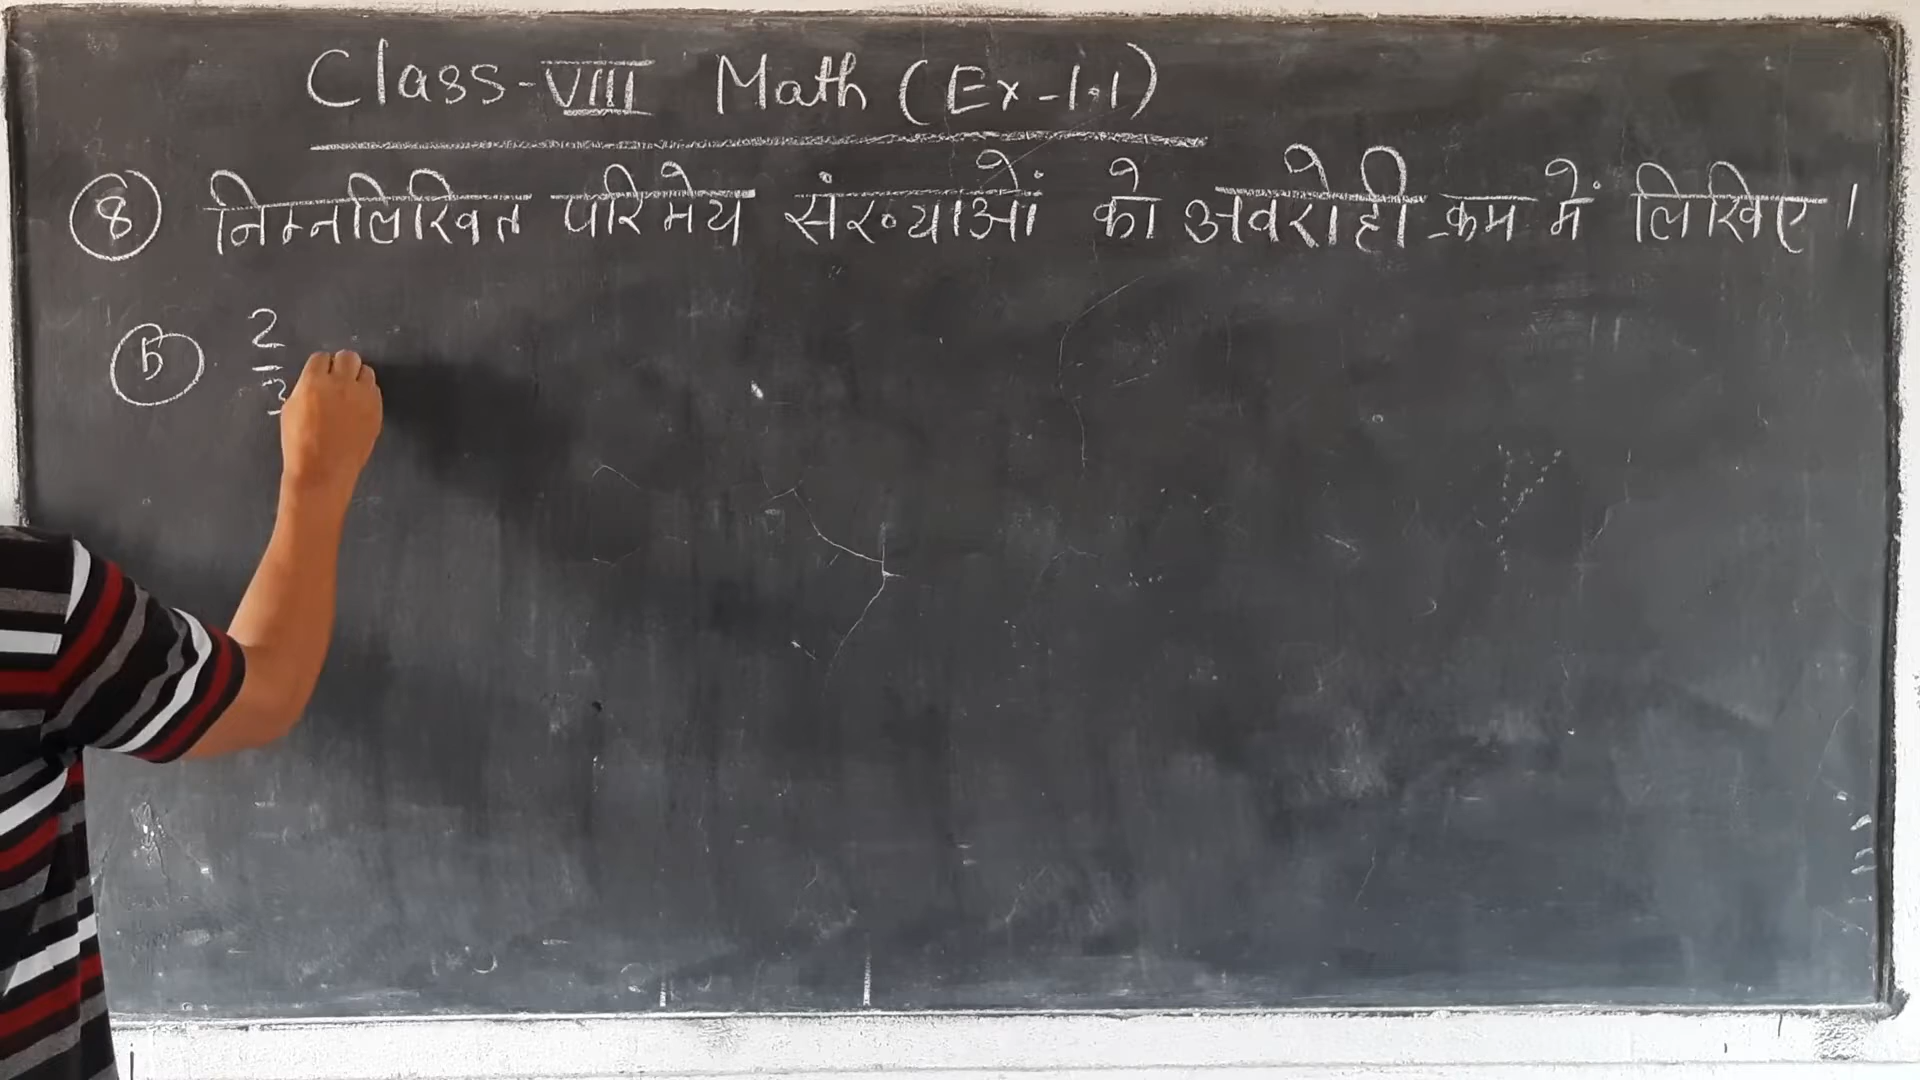 Class-VIII Math (Ex-1.1)
8 निम्नलिखित परिमेय संख्याओं को अवरोही क्रम में लिखिए।
b 2/3